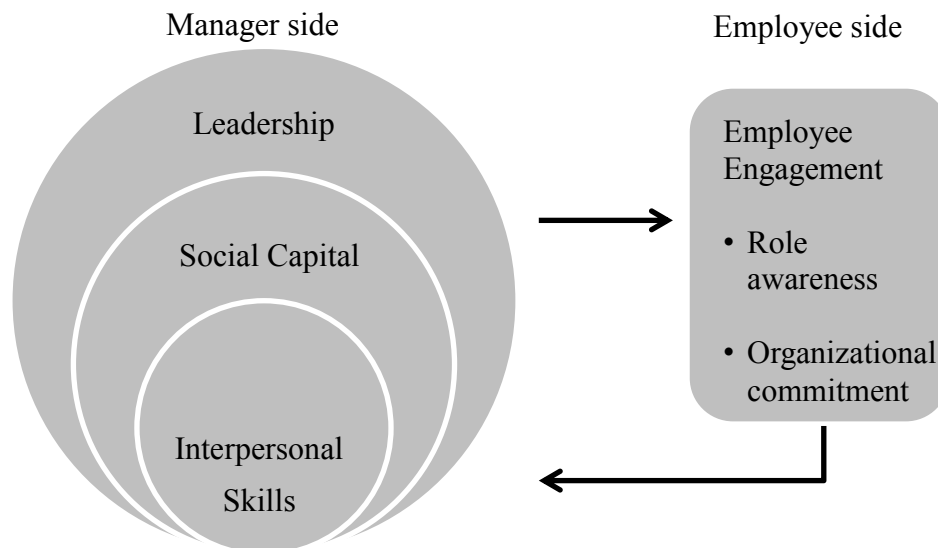 Manager side
Leadership
Social Capital
Interpersonal
Skills
Employee side
Employee
Engagement
• Role
awareness
• Organizational
commitment